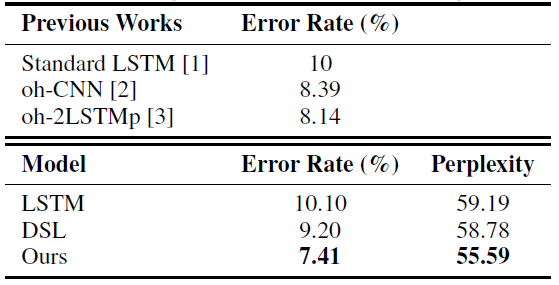 Previous Works Error Rate (%)
Standard LSTM [1] 10
oh-CNN [2] 8.39
oh-2LSTMp [3] 8.14
Model Error Rate (%) Perplexity
LSTM 10.10 59.19
DSL 9.20 58.78
Ours 7.41 55.59